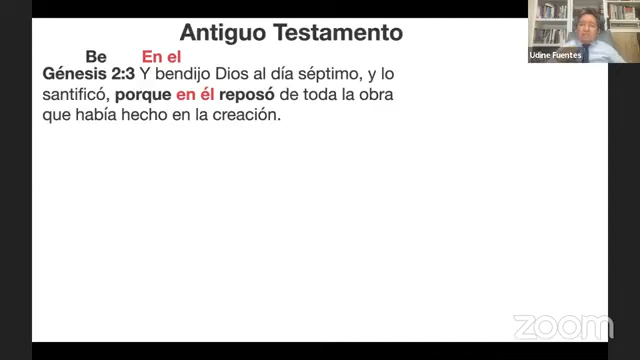 Antiguo Testamento
Be En el
Génesis 2:3 Y bendijo Dios al día séptimo, y lo
santificó, porque en él reposó de toda la obra
que había hecho en la creación.
Udine Fuentes
zoom